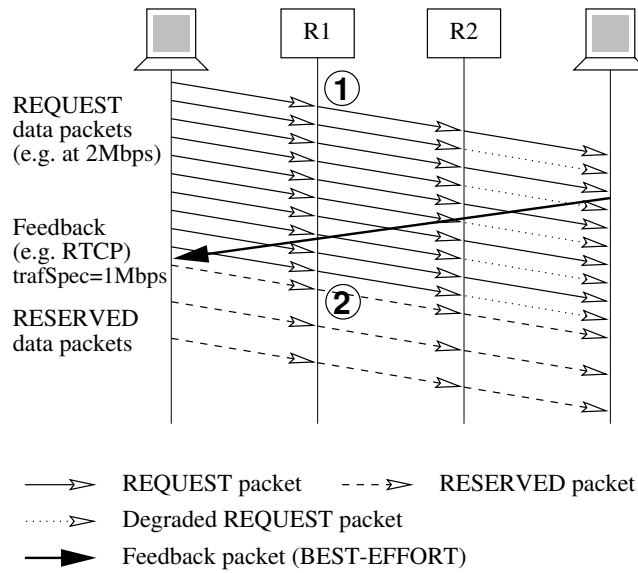 R1
R2
1
REQUEST
data packets
(e.g. at 2Mbps)
Feedback
(e.g. RTCP)
trafSpec=1Mbps
2
RESERVED
data packets
REQUEST packet
RESERVED packet
Degraded REQUEST packet
Feedback packet (BEST-EFFORT)